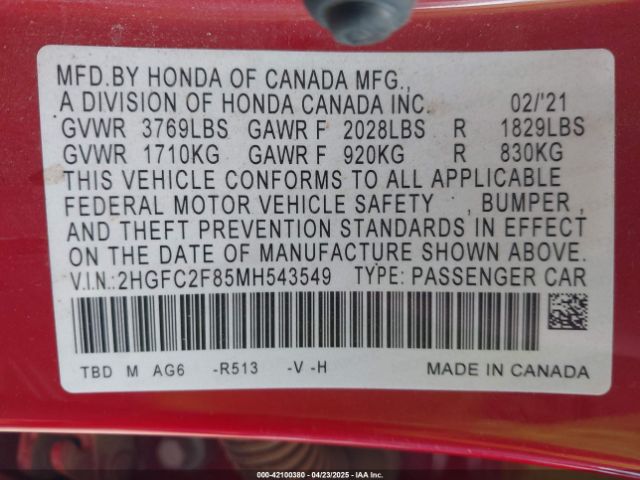 MFD.BY HONDA OF CANADA MFG.,
A DIVISION OF HONDA CANADA INC. 02/'21
GVWR 3769LBS GAWR F 2028LBS R 1829LBS
GVWR 1710KG GAWR F 920KG R 830KG
THIS VEHICLE CONFORMS TO ALL APPLICABLE
FEDERAL MOTOR VEHICLE SAFETY , BUMPER ,
AND THEFT PREVENTION STANDARDS IN EFFECT
ON THE DATE OF MANUFACTURE SHOWN ABOVE.
V.I.N.:2HGFC2F85MH543549 TYPE: PASSENGER CAR
TBD M AG6 -R513 -V -H MADE IN CANADA
000-42100380 | 04/23/2025 | IAA Inc.